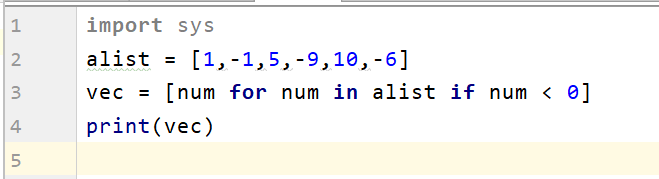 1 import sys
2 alist = [1,-1,5,-9,10,-6]
3 vec = [num for num in alist if num < 0]
4 print(vec)
5